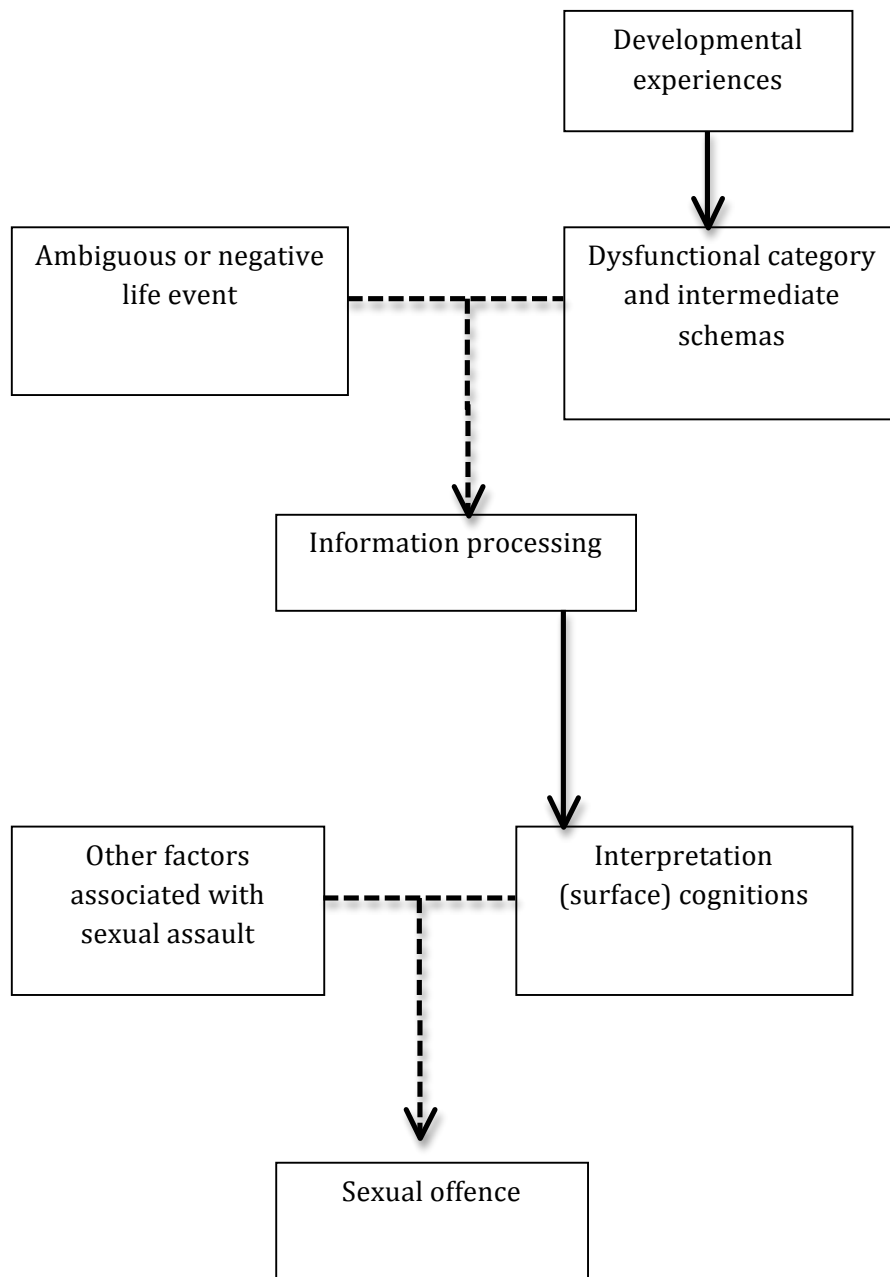 Developmental
experiences
Ambiguous or negative
life event
Dysfunctional category
and intermediate
schemas
Information processing
Other factors
associated with
sexual assault
Interpretation
(surface) cognitions
Sexual offence